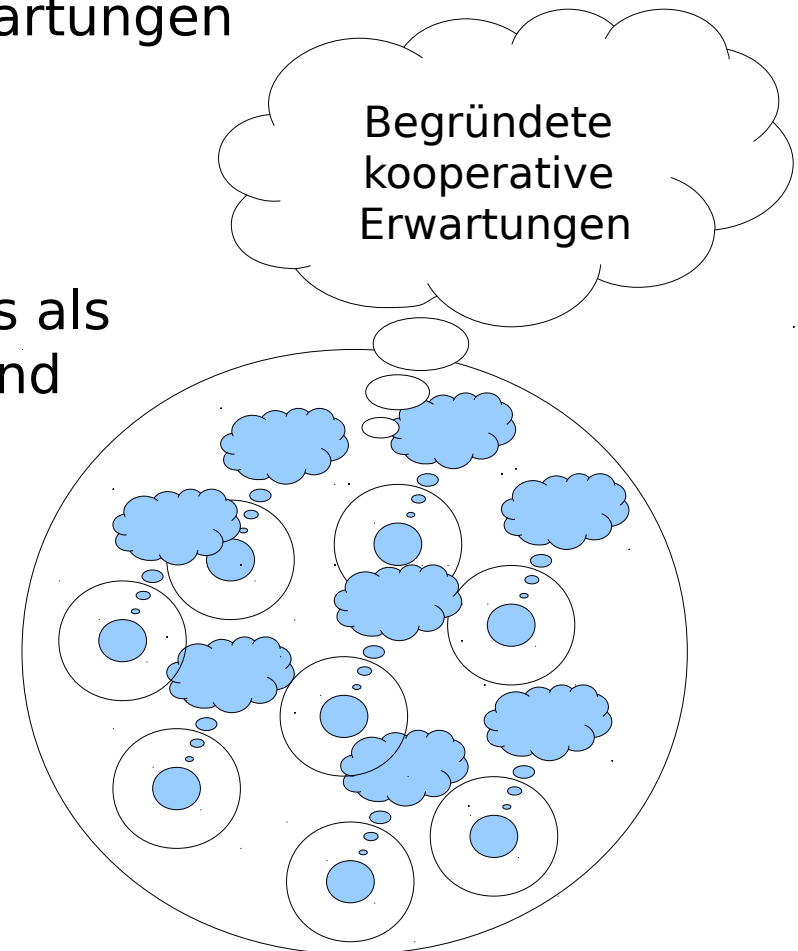 artungen
Begründete
kooperative
Erwartungen
s als
nd